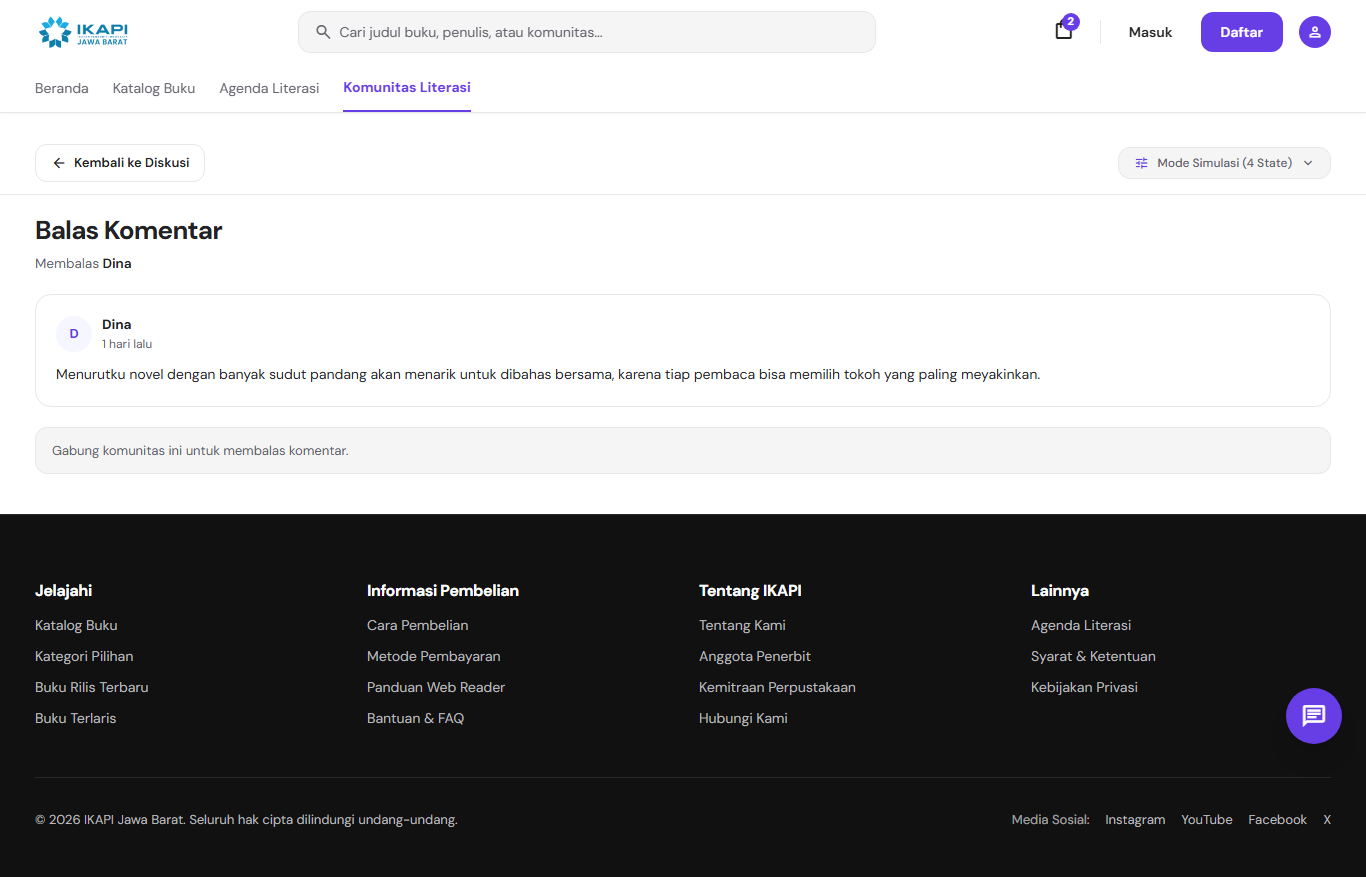 IKAPI
JAWA BARAT
Cari judul buku, penulis, atau komunitas...
2
Masuk
Daftar
Beranda
Katalog Buku
Agenda Literasi
Komunitas Literasi
Kembali ke Diskusi
Mode Simulasi (4 State)
Balas Komentar
Membalas Dina
D
Dina
1 hari lalu
Menurutku novel dengan banyak sudut pandang akan menarik untuk dibahas bersama, karena tiap pembaca bisa memilih tokoh yang paling meyakinkan.
Gabung komunitas ini untuk membalas komentar.
Jelajahi
Katalog Buku
Kategori Pilihan
Buku Rilis Terbaru
Buku Terlaris
Informasi Pembelian
Cara Pembelian
Metode Pembayaran
Panduan Web Reader
Bantuan & FAQ
Tentang IKAPI
Tentang Kami
Anggota Penerbit
Kemitraan Perpustakaan
Hubungi Kami
Lainnya
Agenda Literasi
Syarat & Ketentuan
Kebijakan Privasi
© 2026 IKAPI Jawa Barat. Seluruh hak cipta dilindungi undang-undang.
Media Sosial:
Instagram
YouTube
Facebook
X